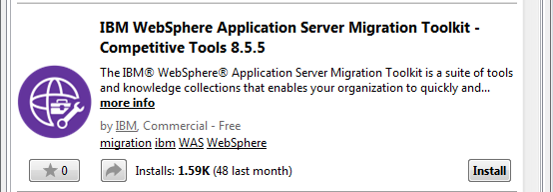 IBM WebSphere Application Server Migration Toolkit -
Competitive Tools 8.5.5
The IBM® WebSphere® Application Server Migration Toolkit is a suite of tools
and knowledge collections that enables your organization to quickly and...
more info
by IBM, Commercial - Free
migration ibm WAS WebSphere
0 Installs: 1.59K (48 last month) Install